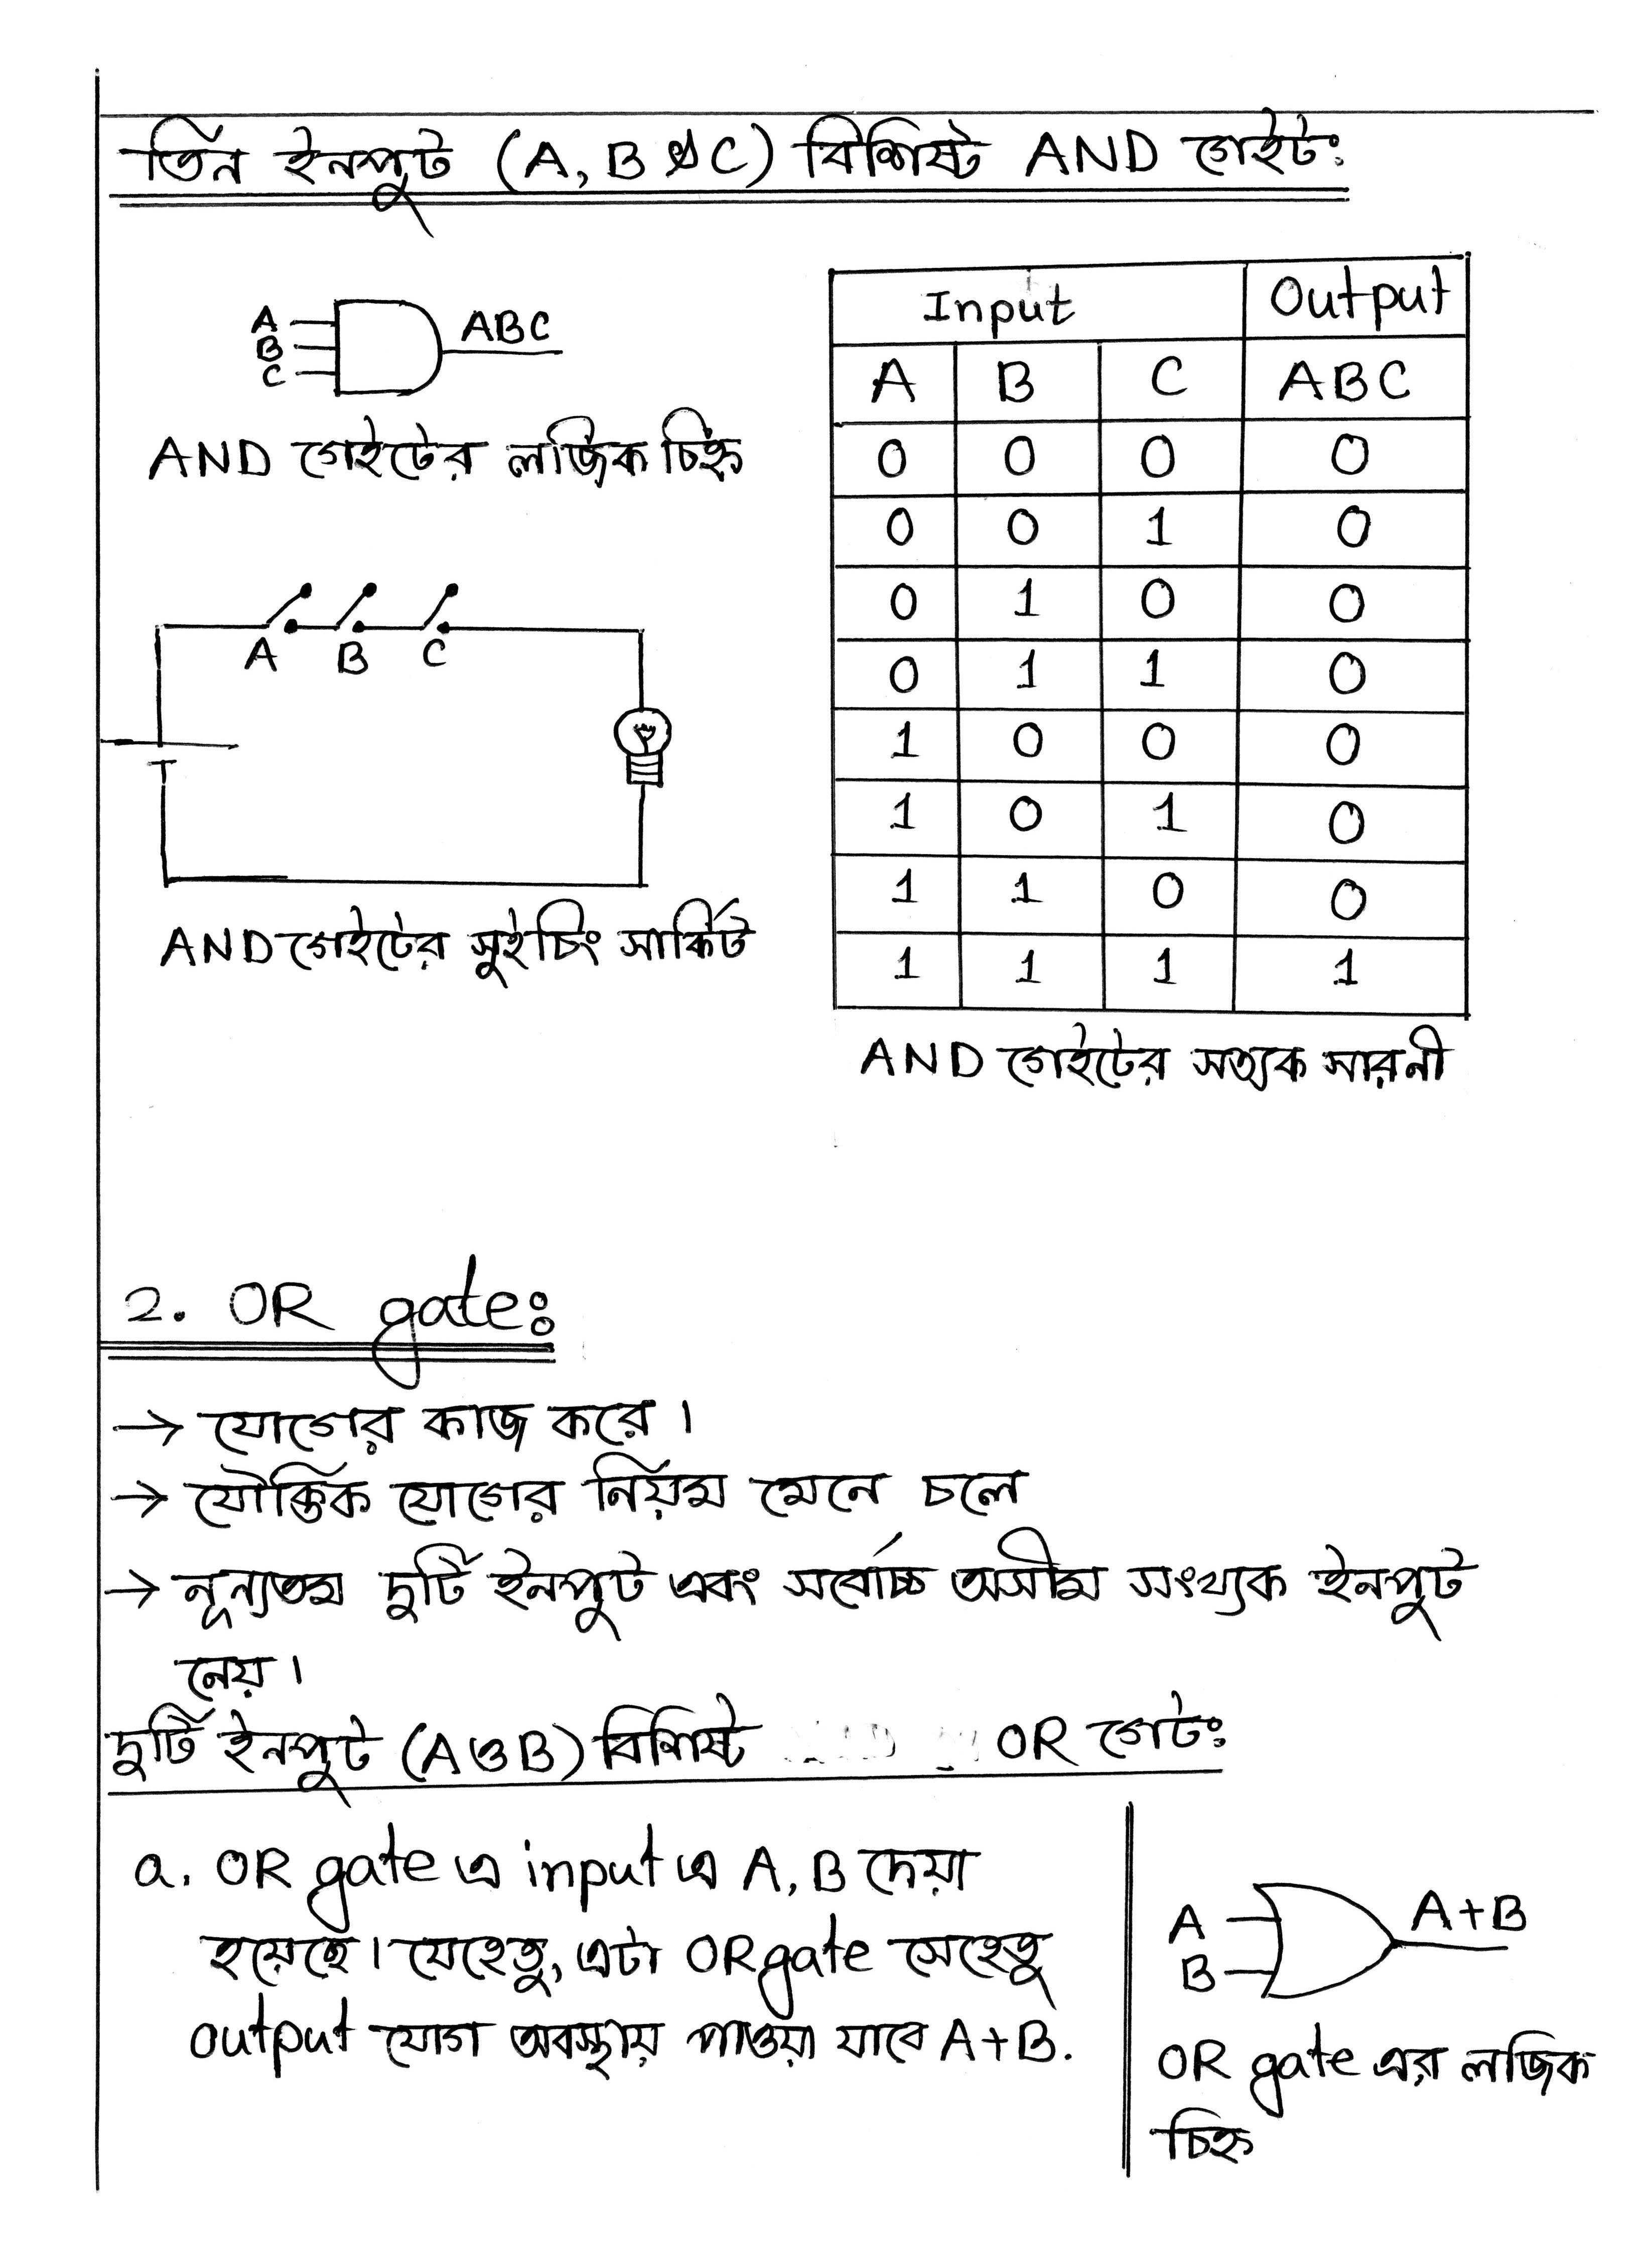 তিন ইনপুট (A, B ও C) বিশিষ্ট AND গেইটঃ
A
B
C
ABC
AND গেইটের লজিক চিহ্ন
A B C
AND গেইটের সুইচিং সার্কিট
Input Output
A B C ABC
0 0 0 0
0 0 1 0
0 1 0 0
0 1 1 0
1 0 0 0
1 0 1 0
1 1 0 0
1 1 1 1
AND গেইটের সত্যক সারনী
2. OR gate:
→ যোগের কাজ করে।
→ যৌক্তিক যোগের নিয়ম মেনে চলে
→ নূন্যতম দুটি ইনপুট এবং সর্বোচ্চ অসীম সংখ্যক ইনপুট
নেয়।
দুটি ইনপুট (A ও B) বিশিষ্ট OR গেটঃ
a. OR gate এ input এ A, B দেয়া
হয়েছে। যেহেতু, এটা OR gate সেহেতু
output যোগ অবস্থায় পাওয়া যাবে A+B.
A
B
A+B
OR gate এর লজিক
চিহ্ন